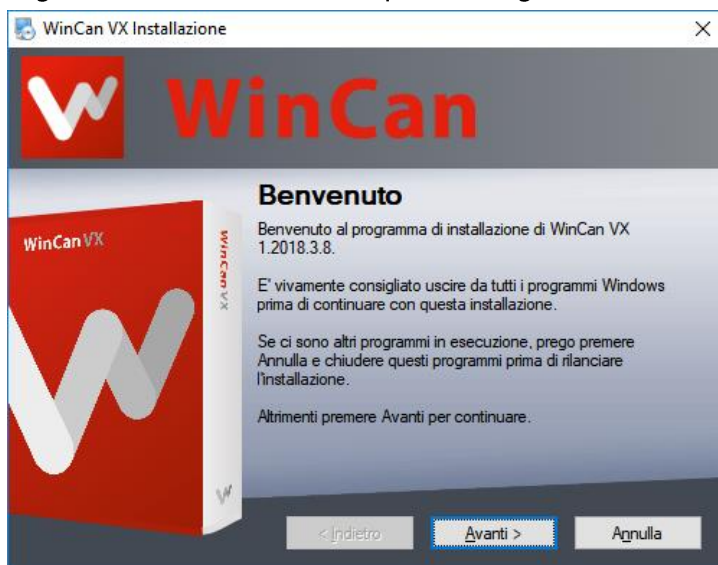 WinCan VX Installazione
WinCan
WinCan VX
WinCan VX
Benvenuto
Benvenuto al programma di installazione di WinCan VX
1.2018.3.8.
E' vivamente consigliato uscire da tutti i programmi Windows
prima di continuare con questa installazione.
Se ci sono altri programmi in esecuzione, prego premere
Annulla e chiudere questi programmi prima di rilanciare
l'installazione.
Altrimenti premere Avanti per continuare.
< Indietro
Avanti >
Annulla